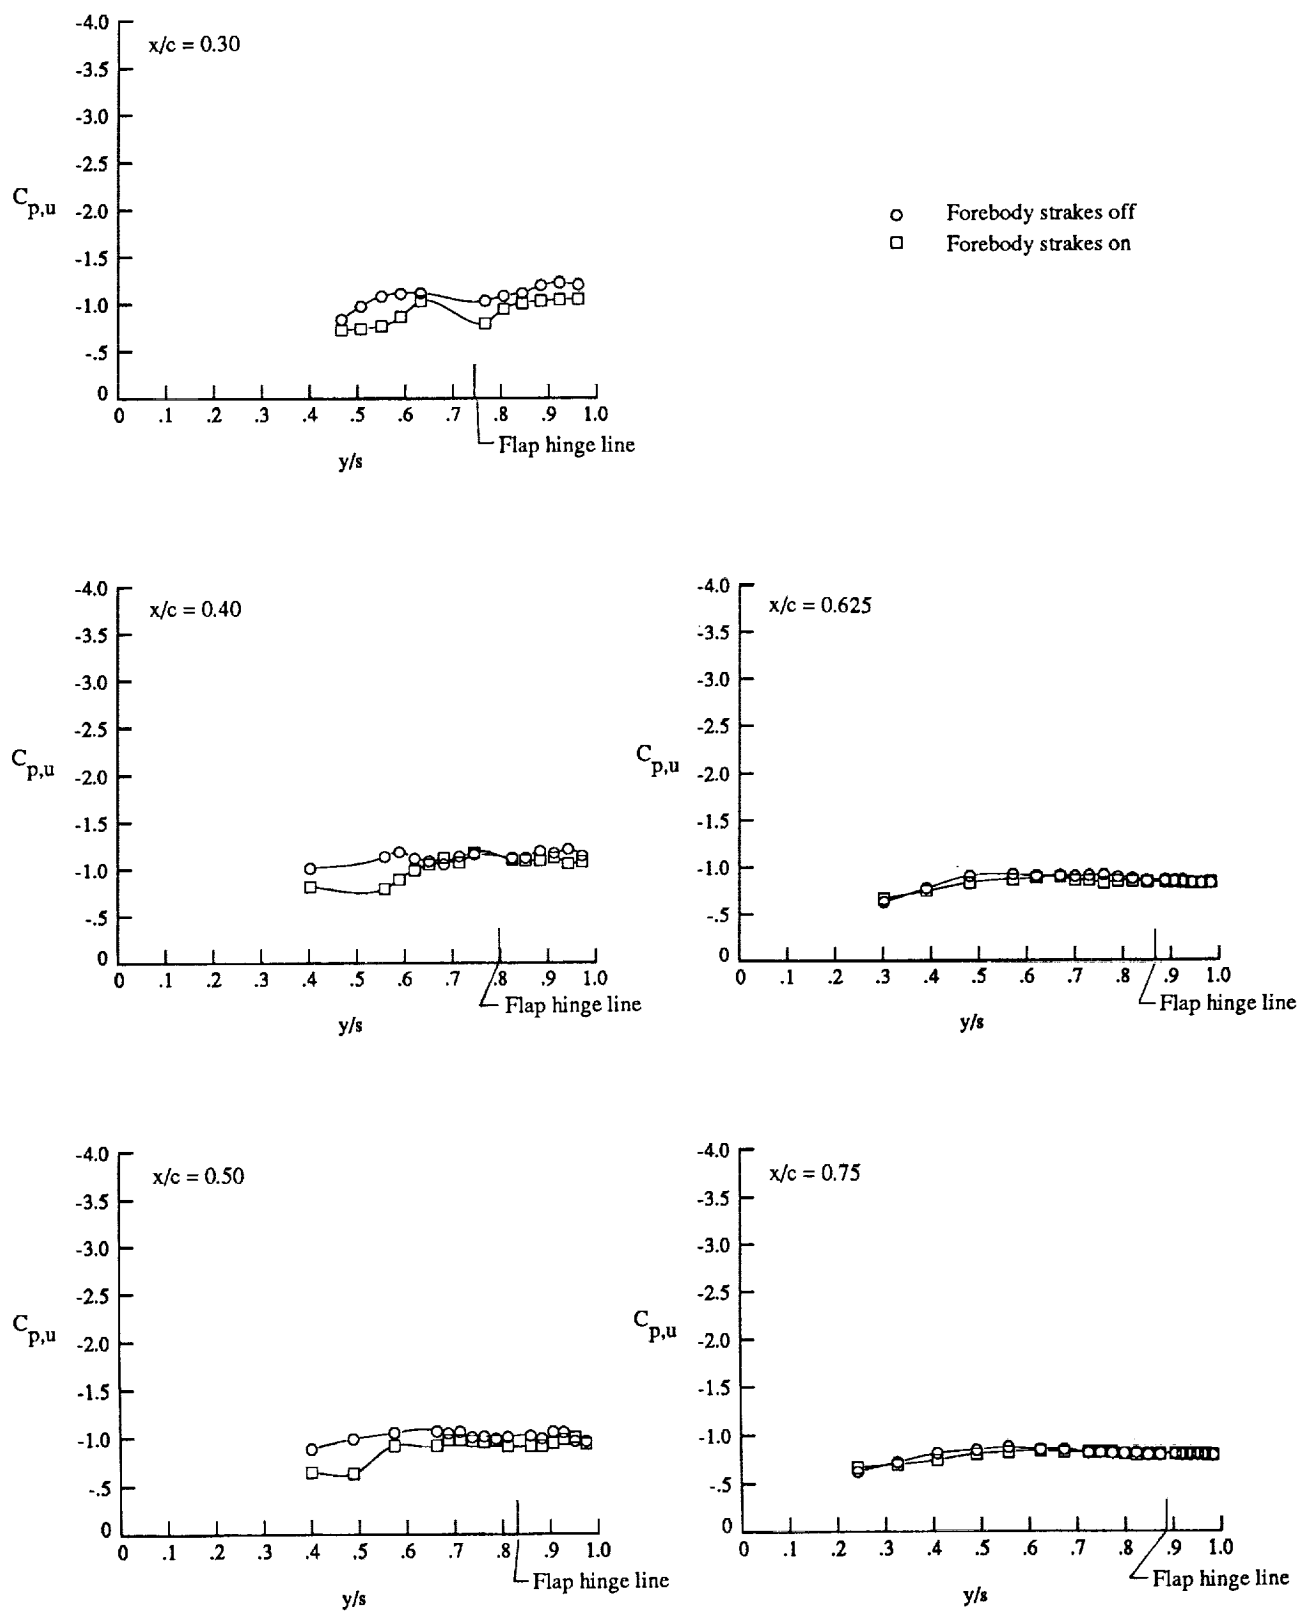 x/c = 0.30
-4.0
-3.5
-3.0
-2.5
-2.0
-1.5
-1.0
-.5
0
C_p,u
0 .1 .2 .3 .4 .5 .6 .7 .8 .9 1.0
Flap hinge line
y/s
Forebody strakes off
Forebody strakes on
x/c = 0.40
-4.0
-3.5
-3.0
-2.5
-2.0
-1.5
-1.0
-.5
0
C_p,u
0 .1 .2 .3 .4 .5 .6 .7 .8 .9 1.0
Flap hinge line
y/s
x/c = 0.625
-4.0
-3.5
-3.0
-2.5
-2.0
-1.5
-1.0
-.5
0
C_p,u
0 .1 .2 .3 .4 .5 .6 .7 .8 .9 1.0
Flap hinge line
y/s
x/c = 0.50
-4.0
-3.5
-3.0
-2.5
-2.0
-1.5
-1.0
-.5
0
C_p,u
0 .1 .2 .3 .4 .5 .6 .7 .8 .9 1.0
Flap hinge line
y/s
x/c = 0.75
-4.0
-3.5
-3.0
-2.5
-2.0
-1.5
-1.0
-.5
0
C_p,u
0 .1 .2 .3 .4 .5 .6 .7 .8 .9 1.0
Flap hinge line
y/s